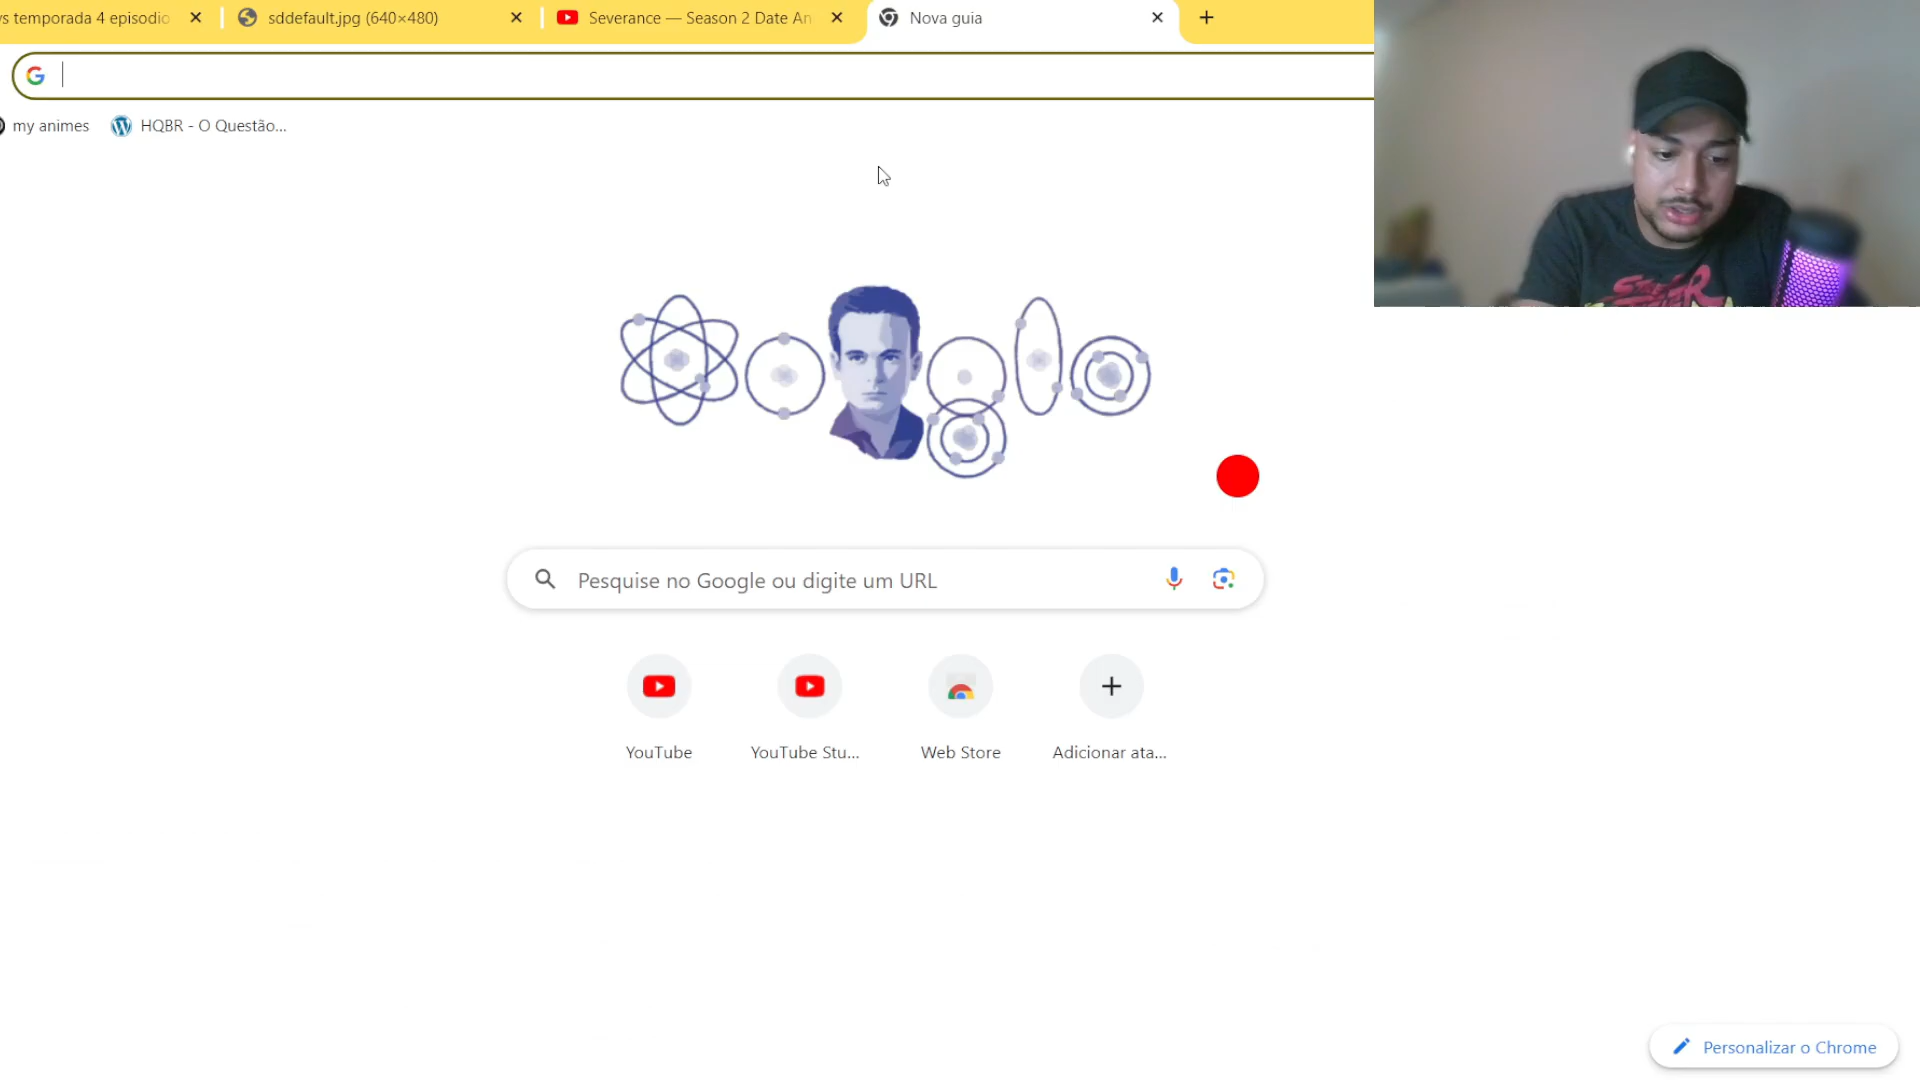 s temporada 4 episodio
sddefault.jpg (640×480)
Severance — Season 2 Date An
Nova guia
my animes
HQBR - O Questão...
Pesquise no Google ou digite um URL
YouTube
YouTube Stu...
Web Store
Adicionar ata...
Personalizar o Chrome